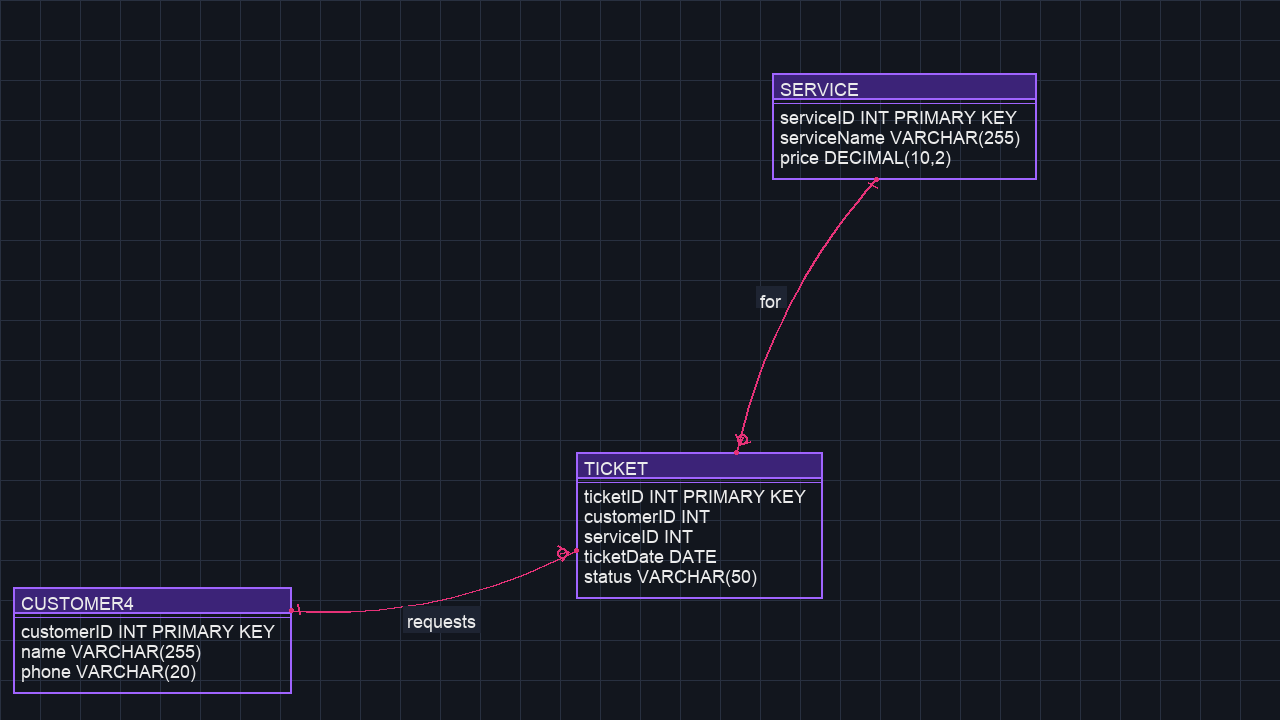 SERVICE
serviceID INT PRIMARY KEY
serviceName VARCHAR(255)
price DECIMAL(10,2)
for
TICKET
ticketID INT PRIMARY KEY
customerID INT
serviceID INT
ticketDate DATE
status VARCHAR(50)
requests
CUSTOMER4
customerID INT PRIMARY KEY
name VARCHAR(255)
phone VARCHAR(20)